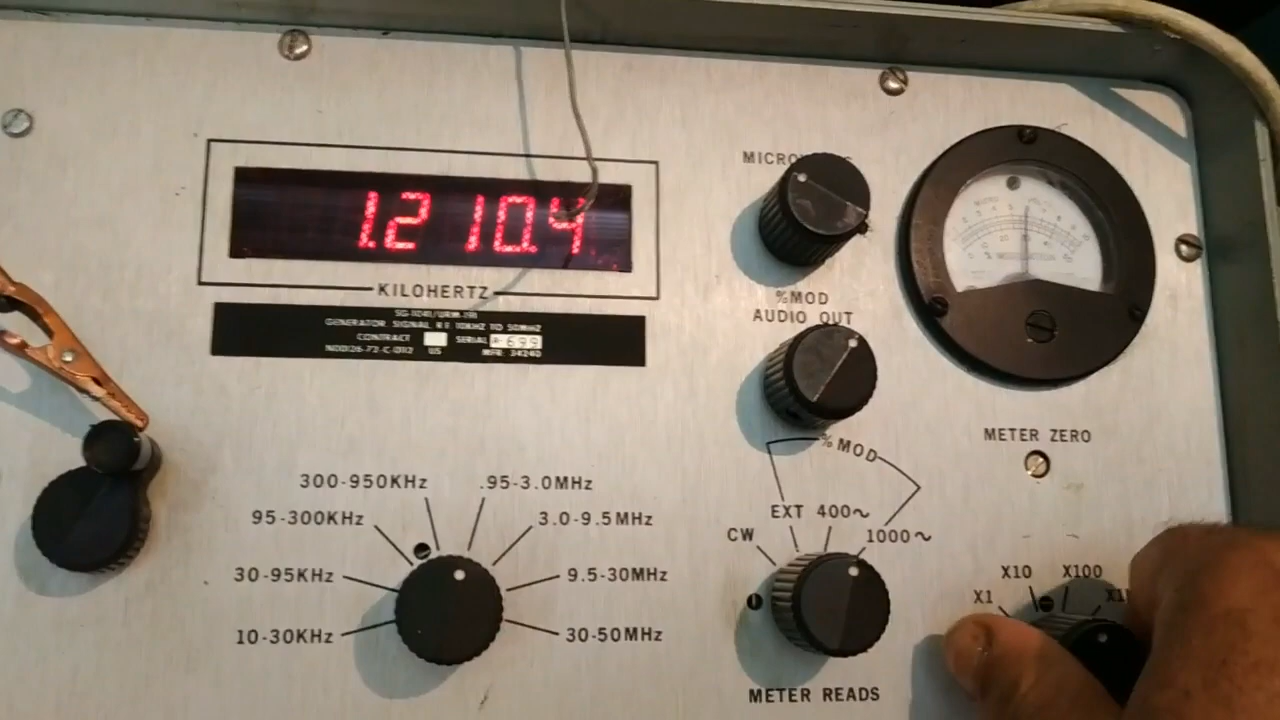 1.2 10.4
KILOHERTZ
SG-1041/URM-191
GENERATOR, SIGNAL R.F. 10KHZ TO 50MHZ
CONTRACT SERIAL A-699
US MFR. 34240
%MOD
AUDIO OUT
METER ZERO
300-950KHz .95-3.0MHz
95-300KHz 3.0-9.5MHz
30-95KHz 9.5-30MHz
10-30KHz 30-50MHz
%MOD
EXT 400~
CW 1000~
METER READS
X10 X100
X1